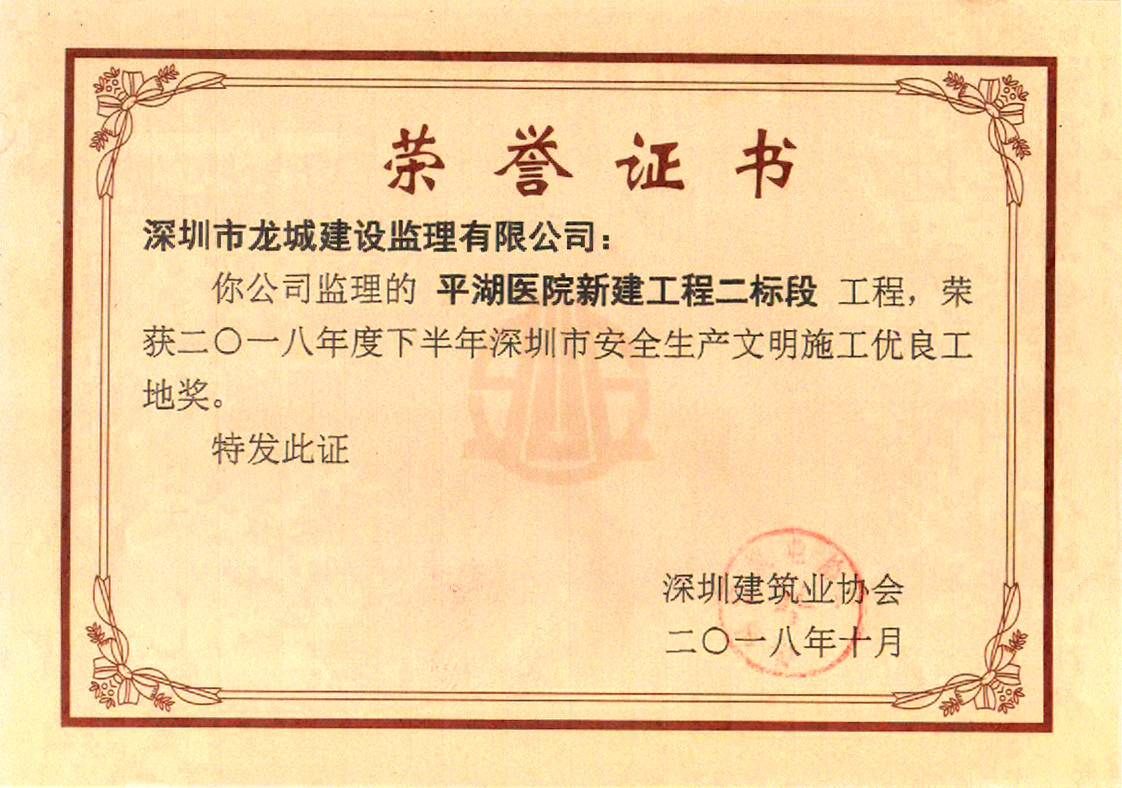 荣誉证书
深圳市龙城建设监理有限公司：
你公司监理的 平湖医院新建工程二标段 工程，荣
获二〇一八年度下半年深圳市安全生产文明施工优良工
地奖。
特发此证
深圳建筑业协会
二〇一八年十月